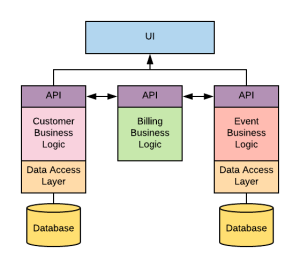 UI
API
API
API
Customer
Business
Logic
Billing
Business
Logic
Event
Business
Logic
Data Access
Layer
Data Access
Layer
Database
Database